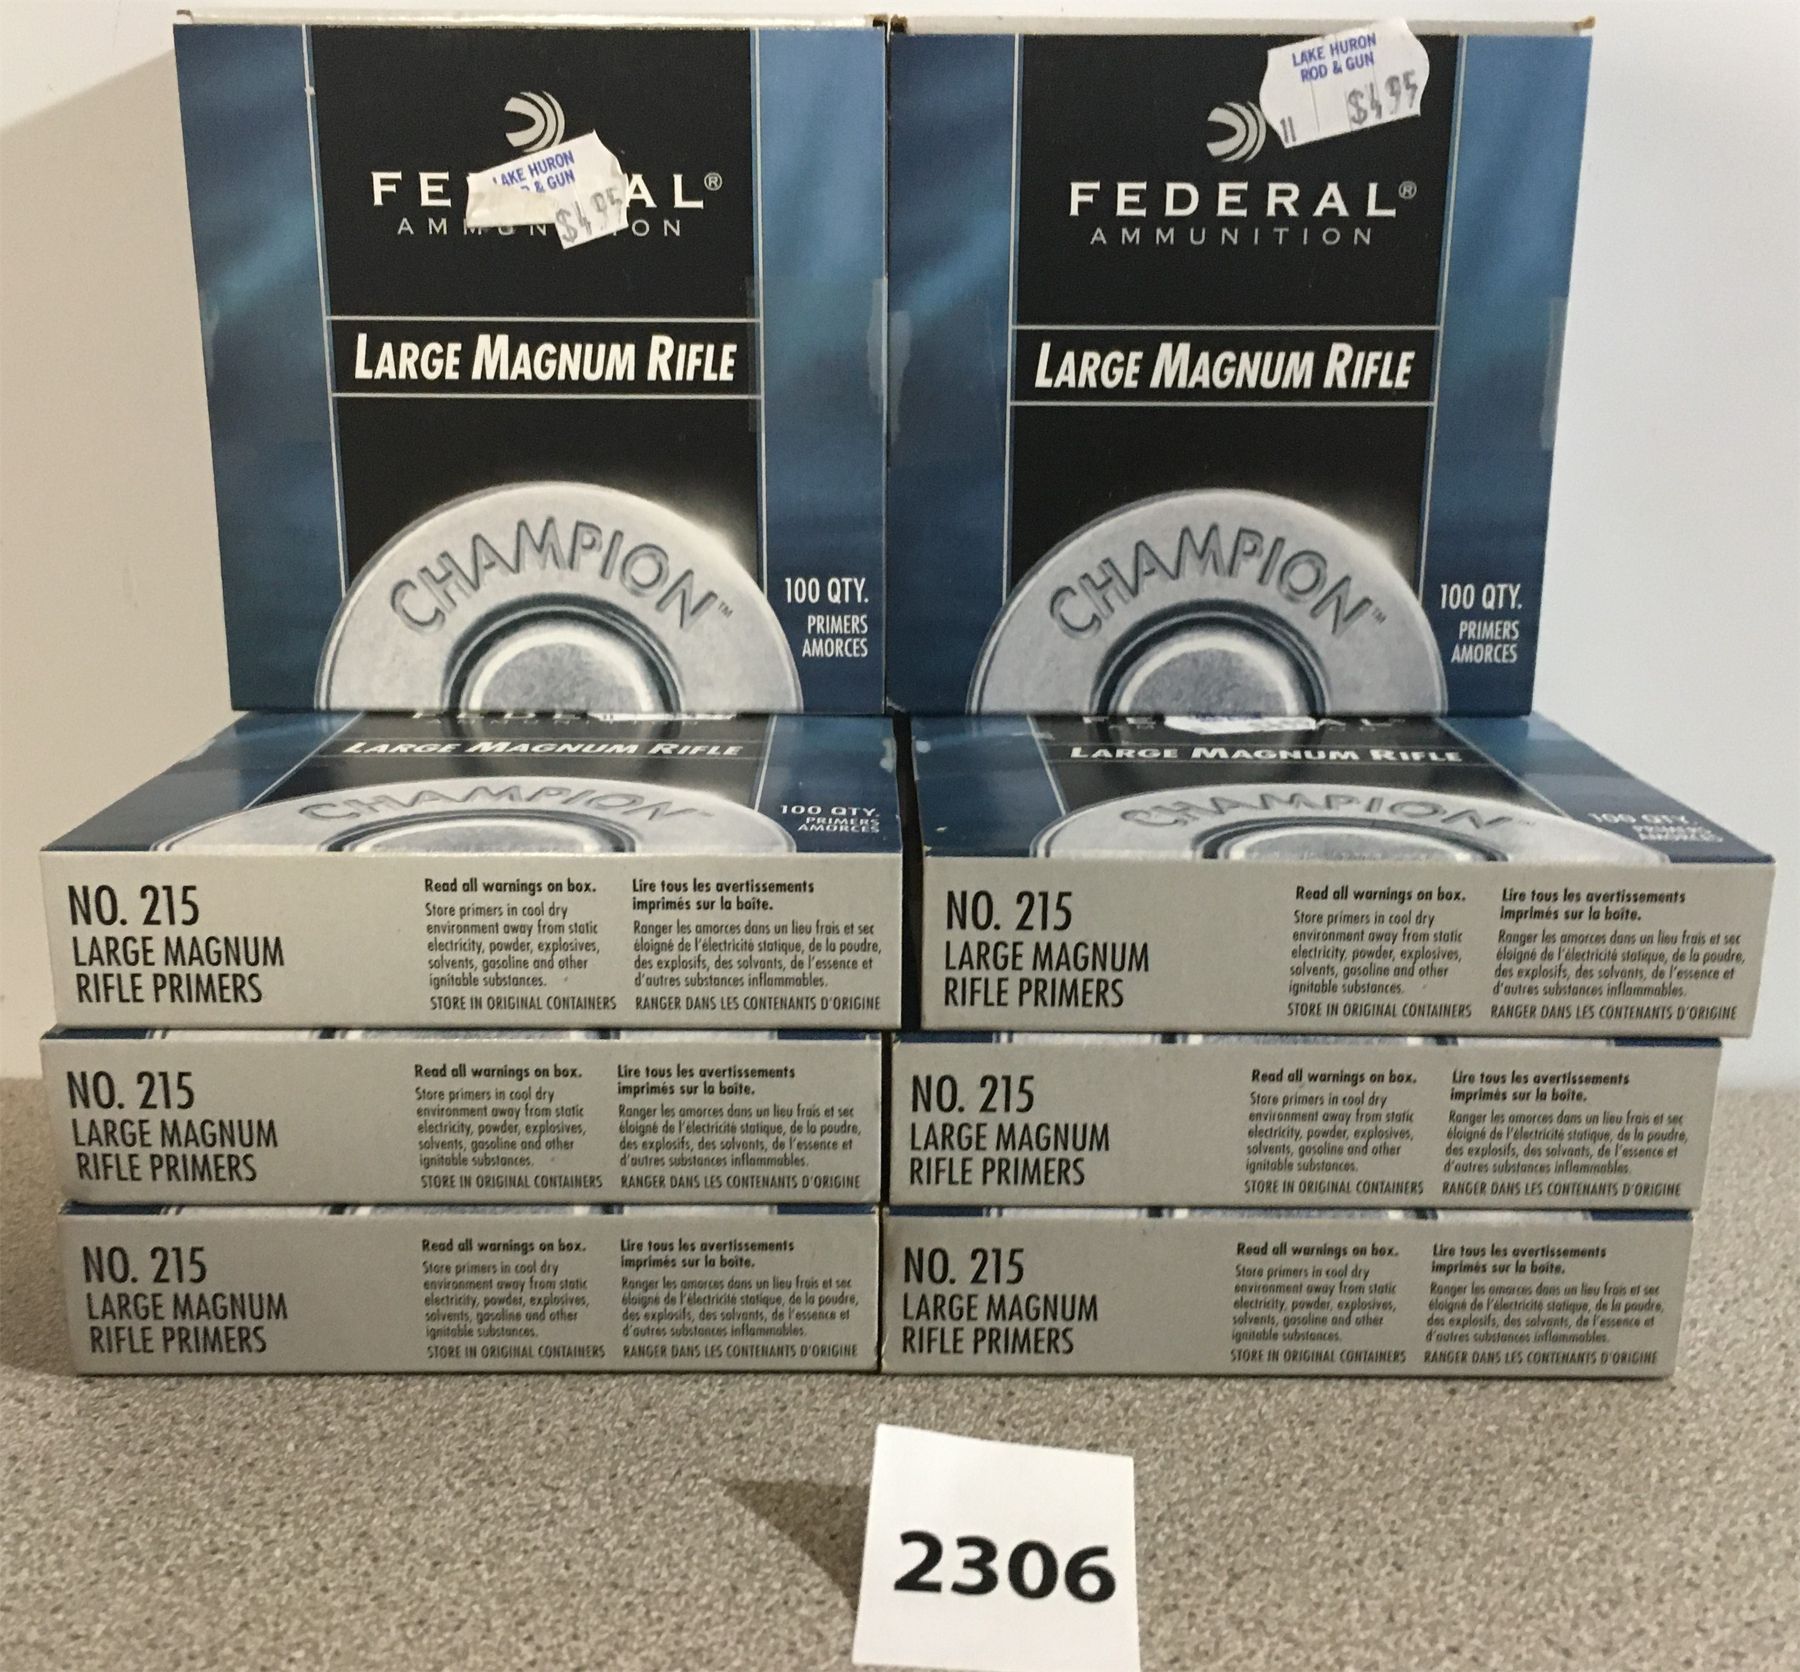 LAKE HURON
& GUN
$4.95
FEDERAL®
AMMUNITION
LARGE MAGNUM RIFLE
CHAMPION™
100 QTY.
PRIMERS
AMORCES
LAKE HURON
ROD & GUN
11 $4.95
FEDERAL®
AMMUNITION
LARGE MAGNUM RIFLE
CHAMPION™
100 QTY.
PRIMERS
AMORCES
LARGE MAGNUM RIFLE
CHAMPION
100 QTY.
PRIMERS
AMORCES
NO. 215
LARGE MAGNUM
RIFLE PRIMERS
Read all warnings on box.
Store primers in cool dry
environment away from static
electricity, powder, explosives,
solvents, gasoline and other
ignitable substances.
STORE IN ORIGINAL CONTAINERS
Lire tous les avertissements
imprimés sur la boîte.
Ranger les amorces dans un lieu frais et sec
éloigné de l'électricité statique, de la poudre,
des explosifs, des solvants, de l'essence et
d'autres substances inflammables.
RANGER DANS LES CONTENANTS D'ORIGINE
LARGE MAGNUM RIFLE
CHAMPION
100 QTY.
PRIMERS
AMORCES
NO. 215
LARGE MAGNUM
RIFLE PRIMERS
Read all warnings on box.
Store primers in cool dry
environment away from static
electricity, powder, explosives,
solvents, gasoline and other
ignitable substances.
STORE IN ORIGINAL CONTAINERS
Lire tous les avertissements
imprimés sur la boîte.
Ranger les amorces dans un lieu frais et sec
éloigné de l'électricité statique, de la poudre,
des explosifs, des solvants, de l'essence et
d'autres substances inflammables.
RANGER DANS LES CONTENANTS D'ORIGINE
NO. 215
LARGE MAGNUM
RIFLE PRIMERS
Read all warnings on box.
Store primers in cool dry
environment away from static
electricity, powder, explosives,
solvents, gasoline and other
ignitable substances.
STORE IN ORIGINAL CONTAINERS
Lire tous les avertissements
imprimés sur la boîte.
Ranger les amorces dans un lieu frais et sec
éloigné de l'électricité statique, de la poudre,
des explosifs, des solvants, de l'essence et
d'autres substances inflammables.
RANGER DANS LES CONTENANTS D'ORIGINE
NO. 215
LARGE MAGNUM
RIFLE PRIMERS
Read all warnings on box.
Store primers in cool dry
environment away from static
electricity, powder, explosives,
solvents, gasoline and other
ignitable substances.
STORE IN ORIGINAL CONTAINERS
Lire tous les avertissements
imprimés sur la boîte.
Ranger les amorces dans un lieu frais et sec
éloigné de l'électricité statique, de la poudre,
des explosifs, des solvants, de l'essence et
d'autres substances inflammables.
RANGER DANS LES CONTENANTS D'ORIGINE
NO. 215
LARGE MAGNUM
RIFLE PRIMERS
Read all warnings on box.
Store primers in cool dry
environment away from static
electricity, powder, explosives,
solvents, gasoline and other
ignitable substances.
STORE IN ORIGINAL CONTAINERS
Lire tous les avertissements
imprimés sur la boîte.
Ranger les amorces dans un lieu frais et sec
éloigné de l'électricité statique, de la poudre,
des explosifs, des solvants, de l'essence et
d'autres substances inflammables.
RANGER DANS LES CONTENANTS D'ORIGINE
NO. 215
LARGE MAGNUM
RIFLE PRIMERS
Read all warnings on box.
Store primers in cool dry
environment away from static
electricity, powder, explosives,
solvents, gasoline and other
ignitable substances.
STORE IN ORIGINAL CONTAINERS
Lire tous les avertissements
imprimés sur la boîte.
Ranger les amorces dans un lieu frais et sec
éloigné de l'électricité statique, de la poudre,
des explosifs, des solvants, de l'essence et
d'autres substances inflammables.
RANGER DANS LES CONTENANTS D'ORIGINE
2306